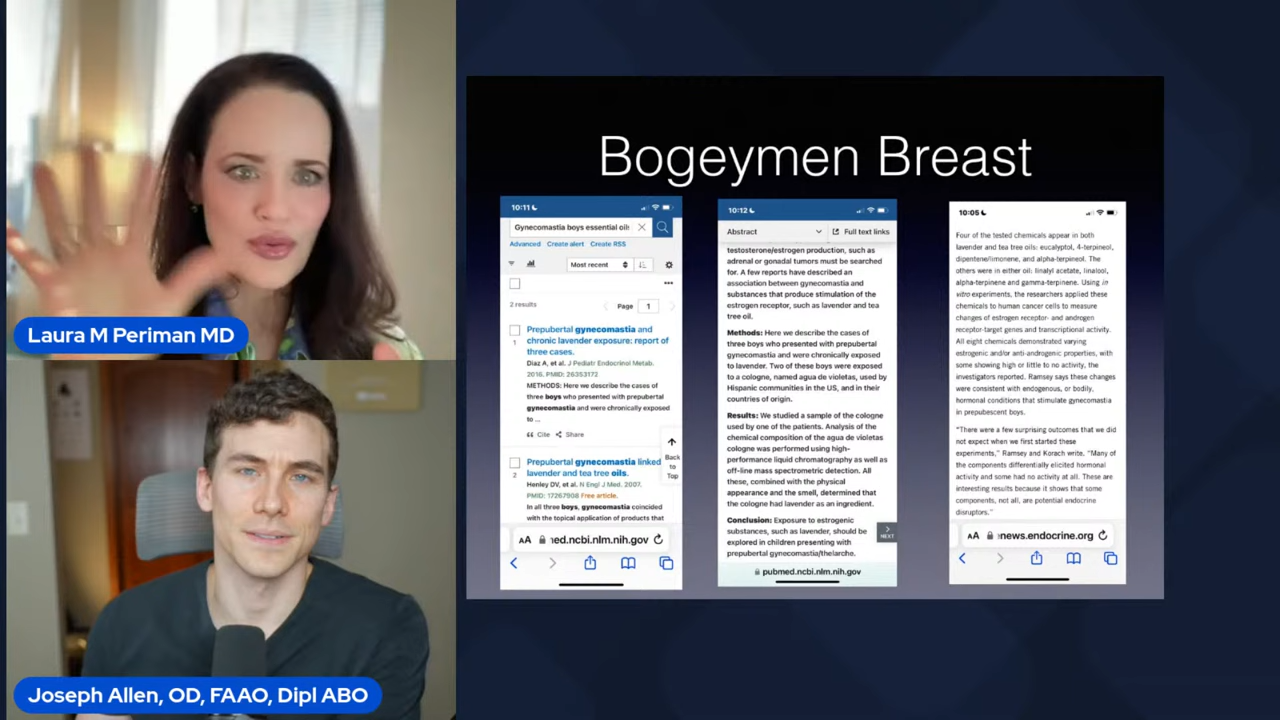 Laura M Periman MD
Joseph Allen, OD, FAAO, Dipl ABO
Bogeymen Breast
10:11
Gynecomastia boys essential oils
Advanced Create alert Create RSS
Most recent
2 results
Page 1
1
Prepubertal gynecomastia and
chronic lavender exposure: report of
three cases.
Diaz A, et al. J Pediatr Endocrinol Metab.
2016. PMID: 26353172
METHODS: Here we describe the cases of
three boys who presented with prepubertal
gynecomastia and were chronically exposed
to ...
Cite Share
Back
to
Top
2
Prepubertal gynecomastia linked
lavender and tea tree oils.
Henley DV, et al. N Engl J Med. 2007.
PMID: 17267908 Free article.
In all three boys, gynecomastia coincided
with the topical application of products that
AA ned.ncbi.nlm.nih.gov
10:12
Abstract Full text links
testosterone/estrogen production, such as
adrenal or gonadal tumors must be searched
for. A few reports have described an
association between gynecomastia and
substances that produce stimulation of the
estrogen receptor, such as lavender and tea
tree oil.
Methods: Here we describe the cases of
three boys who presented with prepubertal
gynecomastia and were chronically exposed
to lavender. Two of these boys were exposed
to a cologne, named agua de violetas, used by
Hispanic communities in the US, and in their
countries of origin.
Results: We studied a sample of the cologne
used by one of the patients. Analysis of the
chemical composition of the agua de violetas
cologne was performed using high-
performance liquid chromatography as well as
off-line mass spectrometric detection. All
these, combined with the physical
appearance and the smell, determined that
the cologne had lavender as an ingredient.
Conclusion: Exposure to estrogenic
substances, such as lavender, should be
explored in children presenting with
prepubertal gynecomastia/thelarche.
NEXT
pubmed.ncbi.nlm.nih.gov
10:05
Four of the tested chemicals appear in both
lavender and tea tree oils: eucalyptol, 4-terpineol,
dipentene/limonene, and alpha-terpineol. The
others were in either oil: linalyl acetate, linalool,
alpha-terpinene and gamma-terpinene. Using in
vitro experiments, the researchers applied these
chemicals to human cancer cells to measure
changes of estrogen receptor- and androgen
receptor-target genes and transcriptional activity.
All eight chemicals demonstrated varying
estrogenic and/or anti-androgenic properties, with
some showing high or little to no activity, the
investigators reported. Ramsey says these changes
were consistent with endogenous, or bodily,
hormonal conditions that stimulate gynecomastia
in prepubescent boys.
"There were a few surprising outcomes that we did
not expect when we first started these
experiments," Ramsey and Korach write. "Many of
the components differentially elicited hormonal
activity and some had no activity at all. These are
interesting results because it shows that some
components, not all, are potential endocrine
disruptors."
AA news.endocrine.org